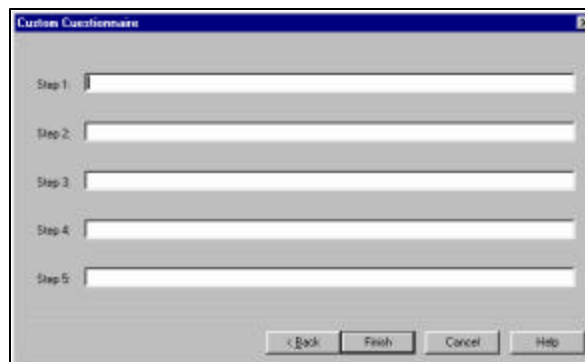 Custom Questionnaire
Step 1:
Step 2:
Step 3:
Step 4:
Step 5:
< Back Finish Cancel Help